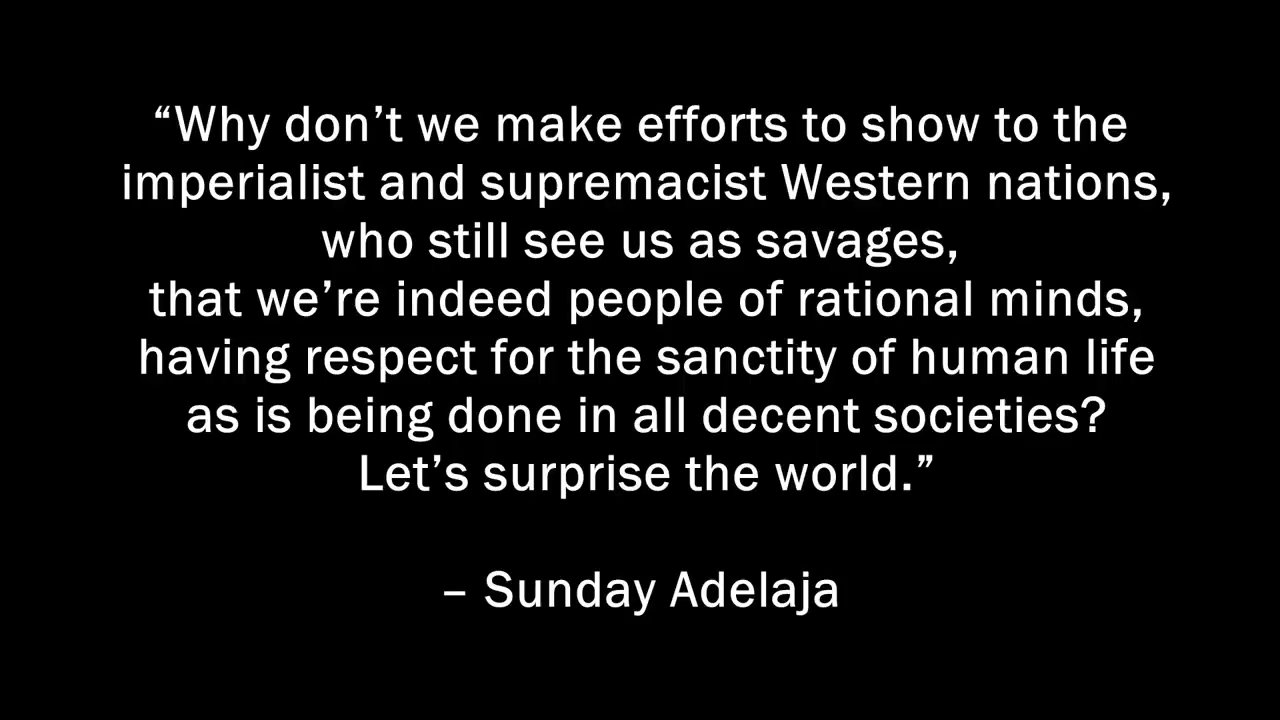 “Why don’t we make efforts to show to the
imperialist and supremacist Western nations,
who still see us as savages,
that we’re indeed people of rational minds,
having respect for the sanctity of human life
as is being done in all decent societies?
Let’s surprise the world.”
– Sunday Adelaja